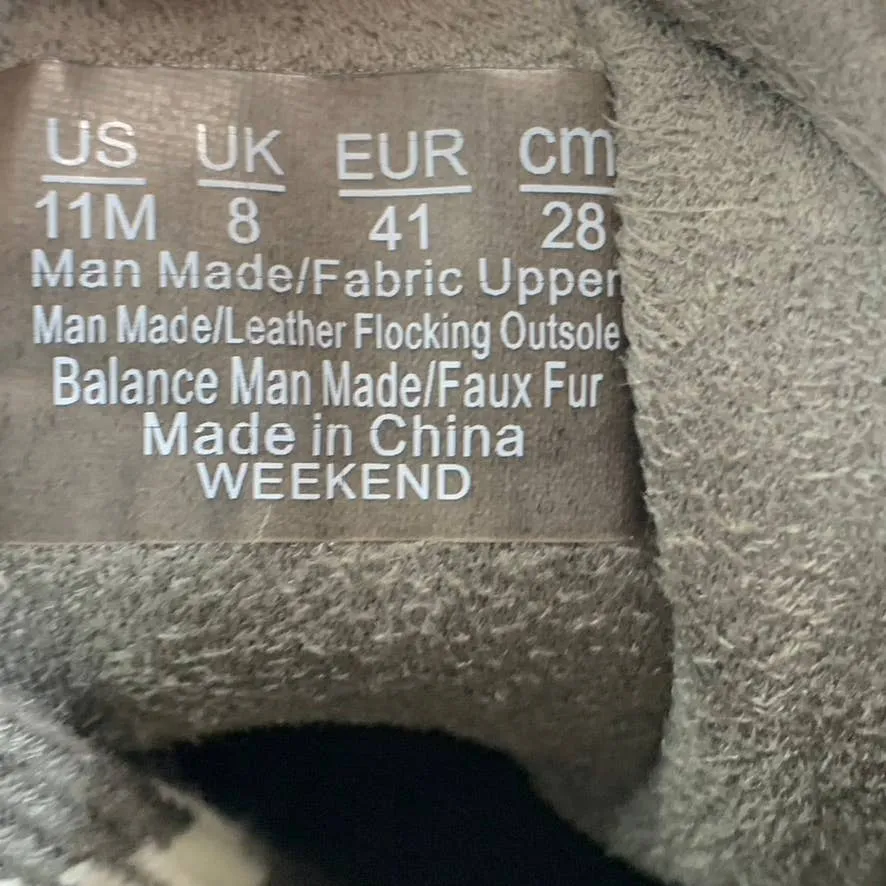 US UK EUR cm
11M 8 41 28
Man Made/Fabric Upper
Man Made/Leather Flocking Outsole
Balance Man Made/Faux Fur
Made in China
WEEKEND